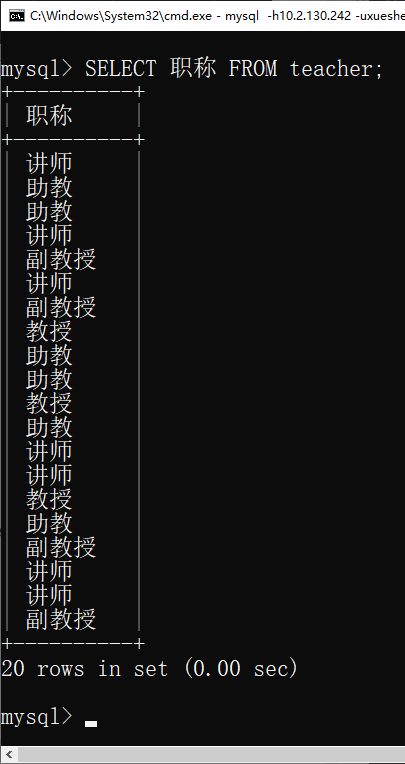 C:\Windows\System32\cmd.exe - mysql  -h10.2.130.242 -uxueshe
mysql> SELECT 职称 FROM teacher;
+----------+
| 职称     |
+----------+
| 讲师     |
| 助教     |
| 助教     |
| 讲师     |
| 副教授   |
| 讲师     |
| 副教授   |
| 教授     |
| 助教     |
| 助教     |
| 教授     |
| 助教     |
| 讲师     |
| 讲师     |
| 教授     |
| 助教     |
| 副教授   |
| 讲师     |
| 讲师     |
| 副教授   |
+----------+
20 rows in set (0.00 sec)
mysql>